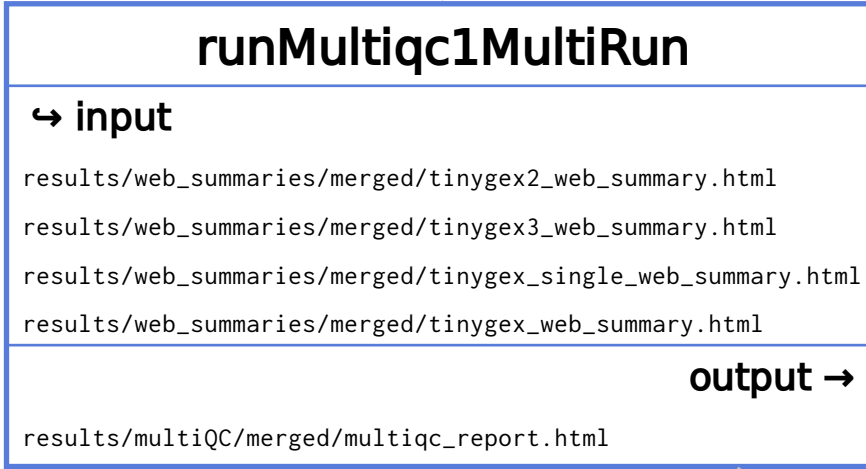 runMultiqc1MultiRun
↪ input
results/web_summaries/merged/tinygex2_web_summary.html
results/web_summaries/merged/tinygex3_web_summary.html
results/web_summaries/merged/tinygex_single_web_summary.html
results/web_summaries/merged/tinygex_web_summary.html
output →
results/multiQC/merged/multiqc_report.html